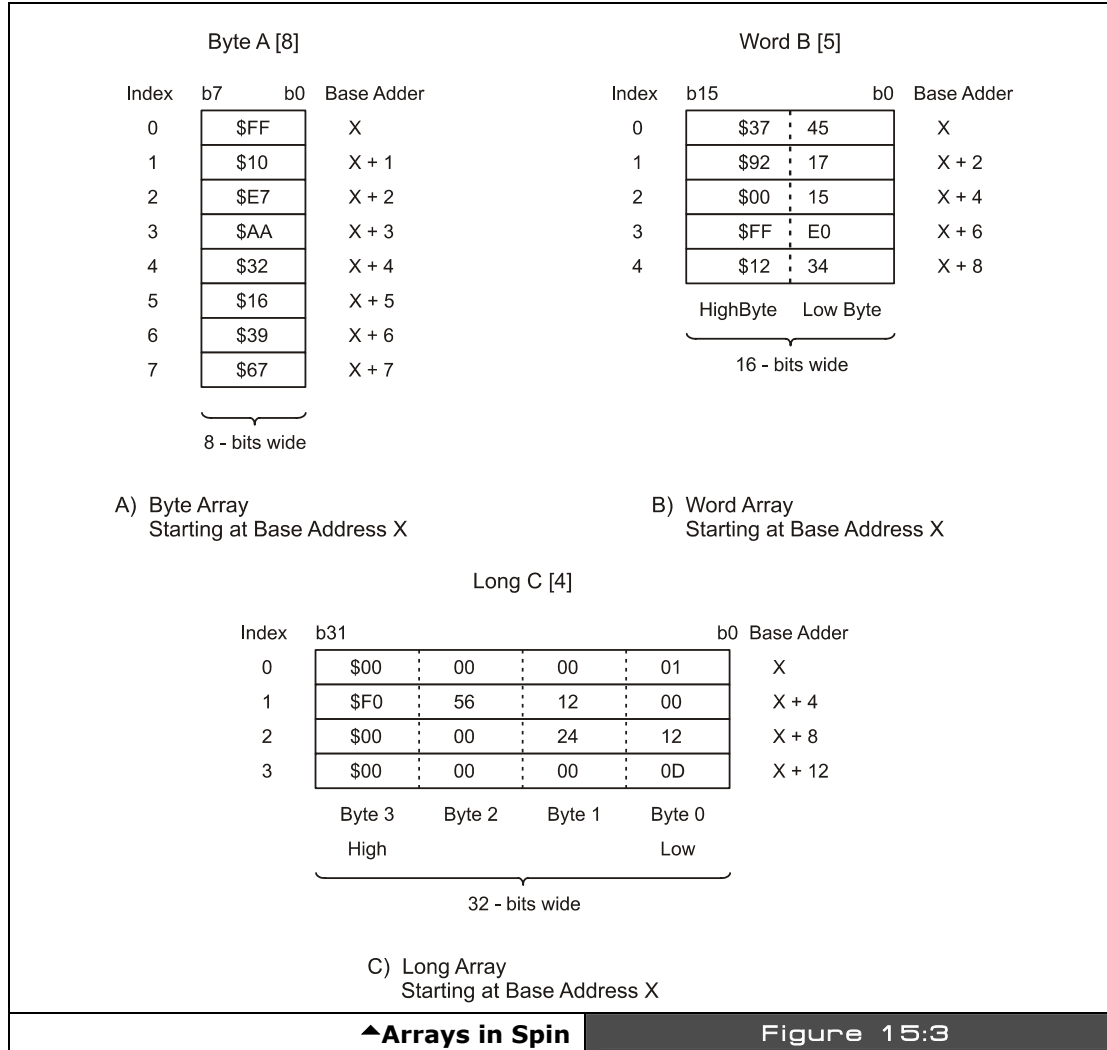 Byte A [8]
Index b7 b0 Base Adder
0 $FF X
1 $10 X + 1
2 $E7 X + 2
3 $AA X + 3
4 $32 X + 4
5 $16 X + 5
6 $39 X + 6
7 $67 X + 7
8 - bits wide
A) Byte Array
Starting at Base Address X
Word B [5]
Index b15 b0 Base Adder
0 $37 45 X
1 $92 17 X + 2
2 $00 15 X + 4
3 $FF E0 X + 6
4 $12 34 X + 8
HighByte Low Byte
16 - bits wide
B) Word Array
Starting at Base Address X
Long C [4]
Index b31 b0 Base Adder
0 $00 00 00 01 X
1 $F0 56 12 00 X + 4
2 $00 00 24 12 X + 8
3 $00 00 00 0D X + 12
Byte 3 Byte 2 Byte 1 Byte 0
High Low
32 - bits wide
C) Long Array
Starting at Base Address X
Arrays in Spin Figure 15:3